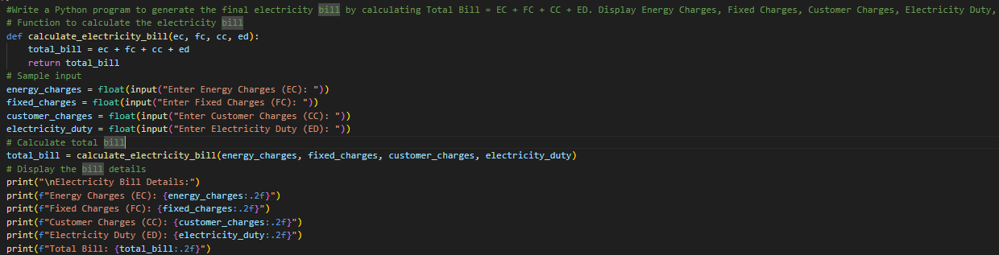 #Write a Python program to generate the final electricity bill by calculating Total Bill = EC + FC + CC + ED. Display Energy Charges, Fixed Charges, Customer Charges, Electricity Duty,
# Function to calculate the electricity bill
def calculate_electricity_bill(ec, fc, cc, ed):
    total_bill = ec + fc + cc + ed
    return total_bill
# Sample input
energy_charges = float(input("Enter Energy Charges (EC): "))
fixed_charges = float(input("Enter Fixed Charges (FC): "))
customer_charges = float(input("Enter Customer Charges (CC): "))
electricity_duty = float(input("Enter Electricity Duty (ED): "))
# Calculate total bill
total_bill = calculate_electricity_bill(energy_charges, fixed_charges, customer_charges, electricity_duty)
# Display the bill details
print("\nElectricity Bill Details:")
print(f"Energy Charges (EC): {energy_charges:.2f}")
print(f"Fixed Charges (FC): {fixed_charges:.2f}")
print(f"Customer Charges (CC): {customer_charges:.2f}")
print(f"Electricity Duty (ED): {electricity_duty:.2f}")
print(f"Total Bill: {total_bill:.2f}")